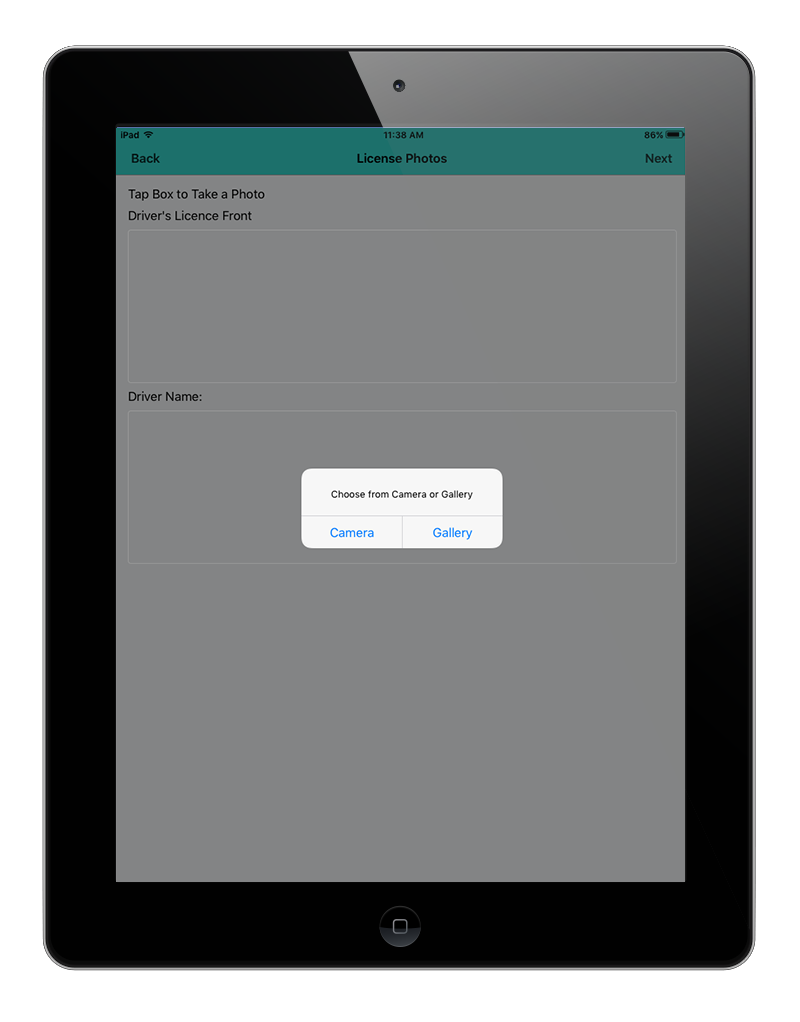 iPad 11:38 AM 86%
Back License Photos Next
Tap Box to Take a Photo
Driver's Licence Front
Driver Name:
Choose from Camera or Gallery
Camera Gallery